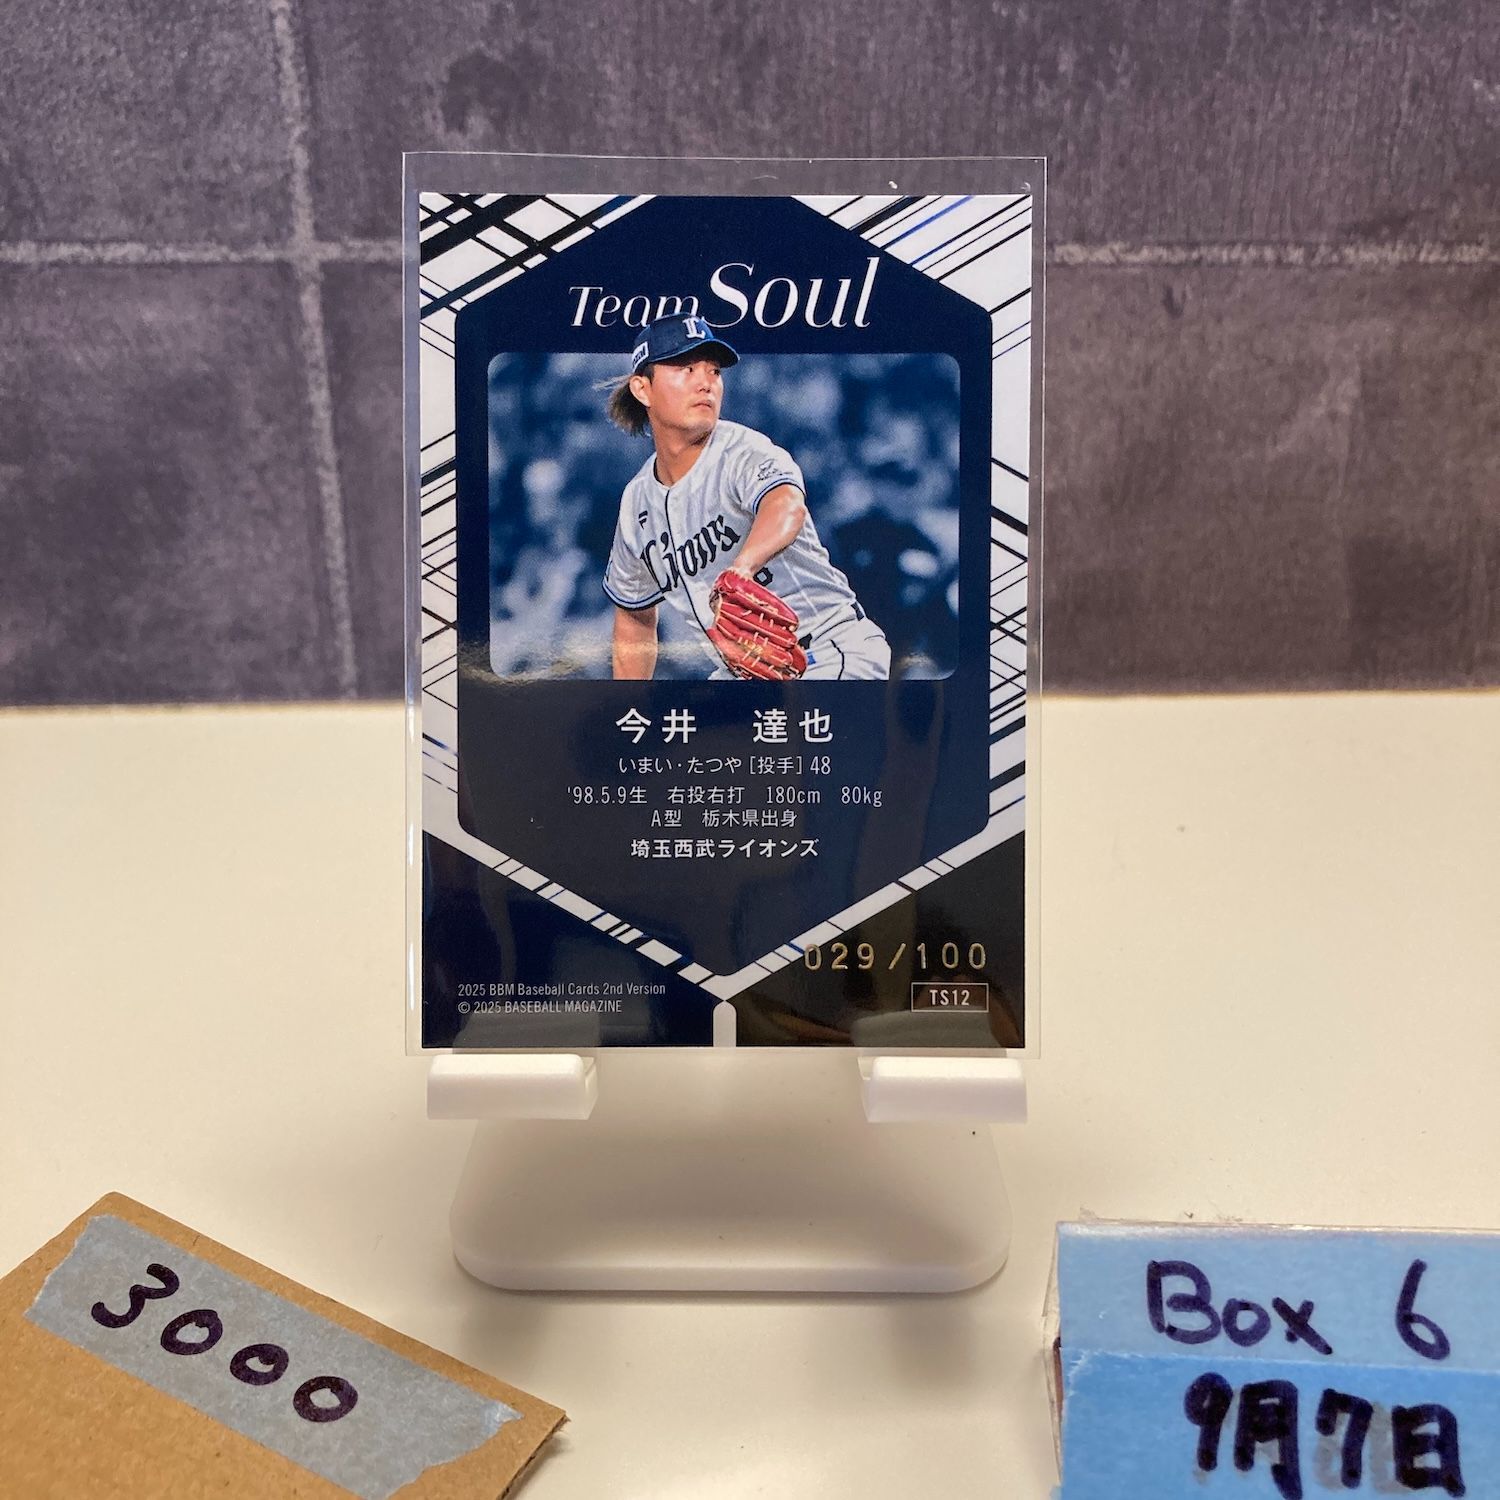 Team Soul
L
Lions
今井 達也
いまい・たつや [投手] 48
'98.5.9生 右投右打 180cm 80kg
A型 栃木県出身
埼玉西武ライオンズ
029/100
2025 BBM Baseball Cards 2nd Version
© 2025 BASEBALL MAGAZINE
TS12
3000
Box 6
9月7日